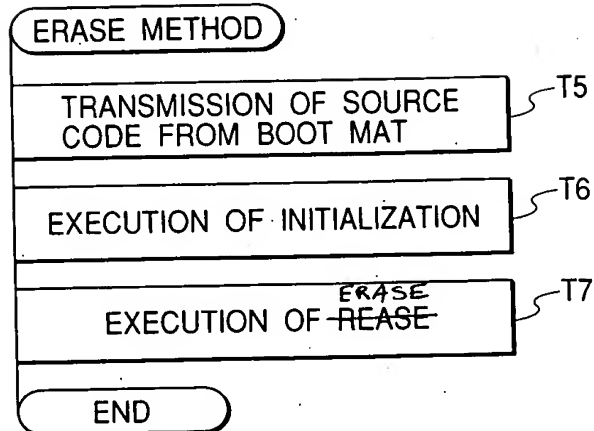 ERASE METHOD
TRANSMISSION OF SOURCE
CODE FROM BOOT MAT
T5
EXECUTION OF INITIALIZATION
T6
ERASE
EXECUTION OF REASE
T7
END